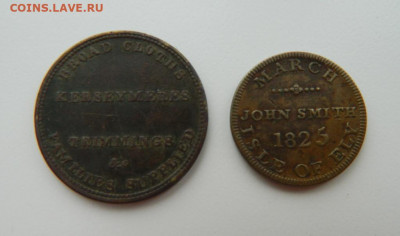 COINS.LAVE.RU
BROAD CLOTHS
KERSEYMERES
TRIMMINGS
&c
FAMILIES SUPPLIED
MARCH
JOHN SMITH
1825
ISLE OF ELY